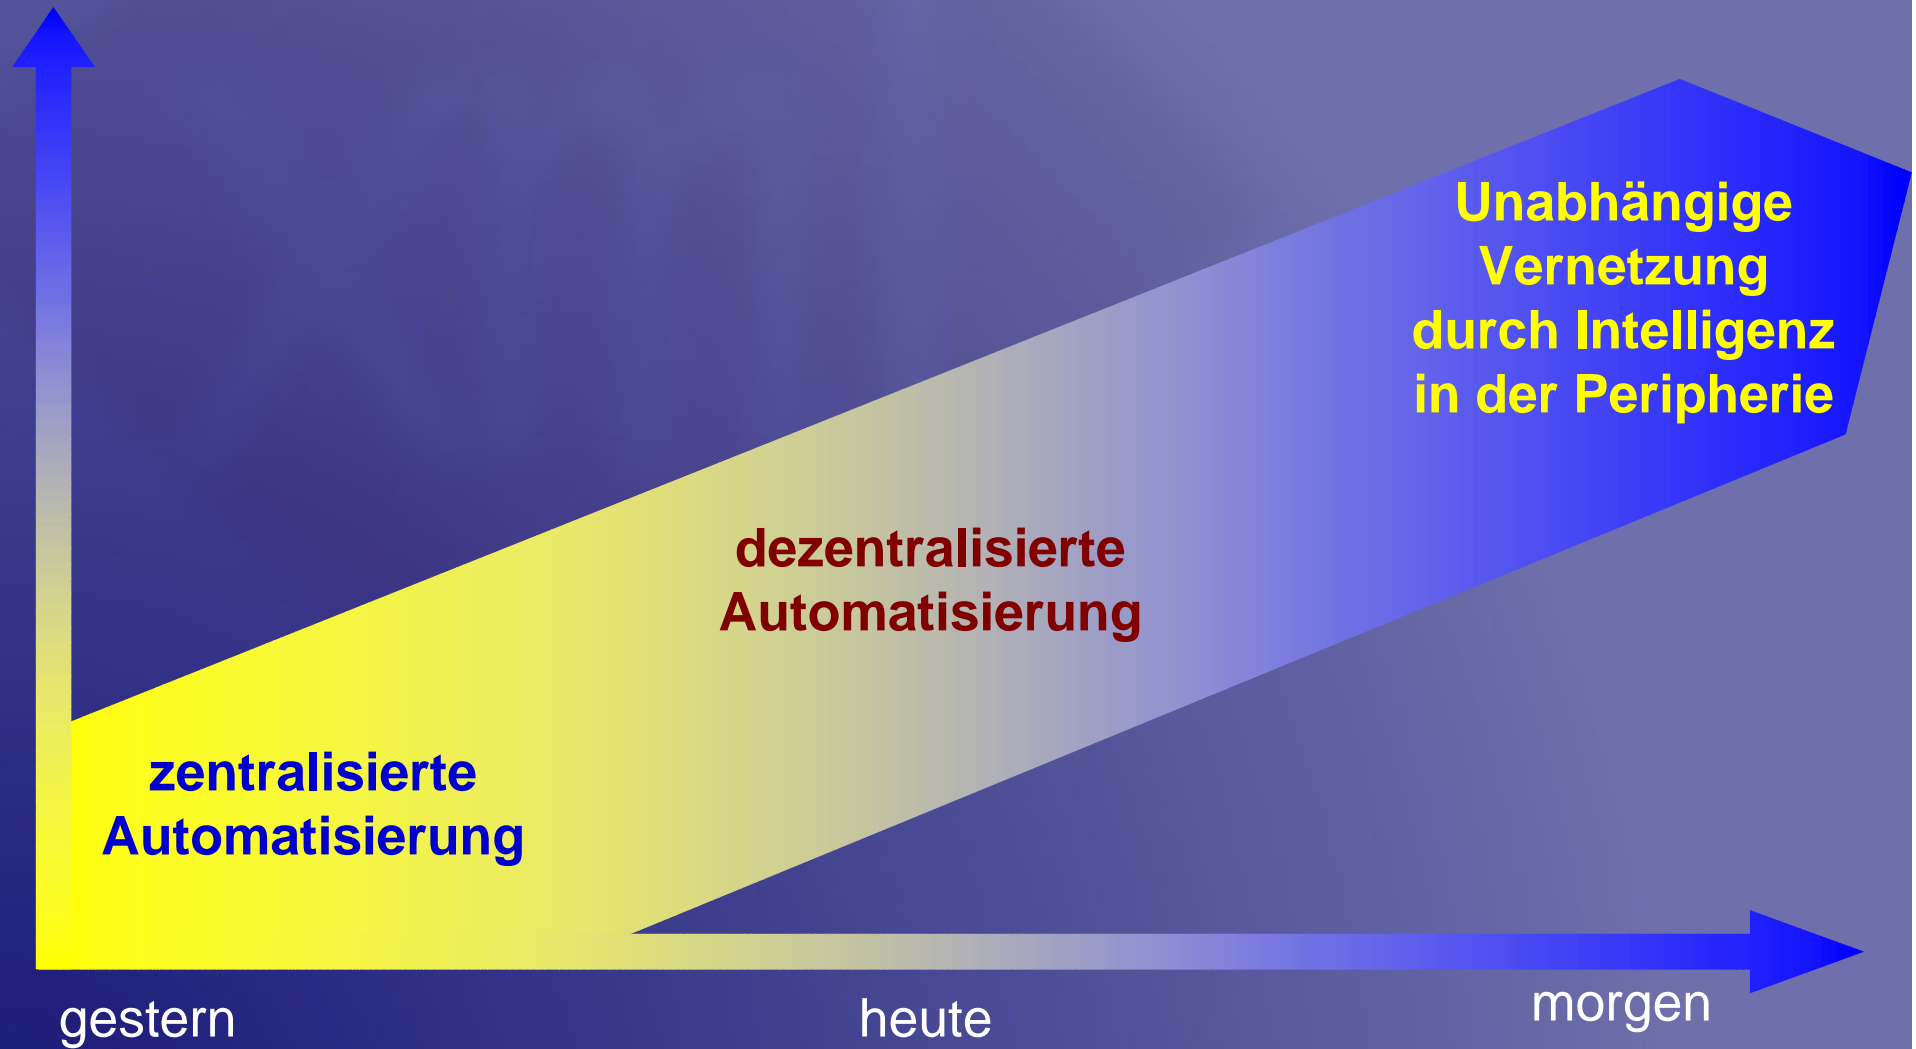 Unabhängige
Vernetzung
durch Intelligenz
in der Peripherie
dezentralisierte
Automatisierung
zentralisierte
Automatisierung
gestern
heute
morgen